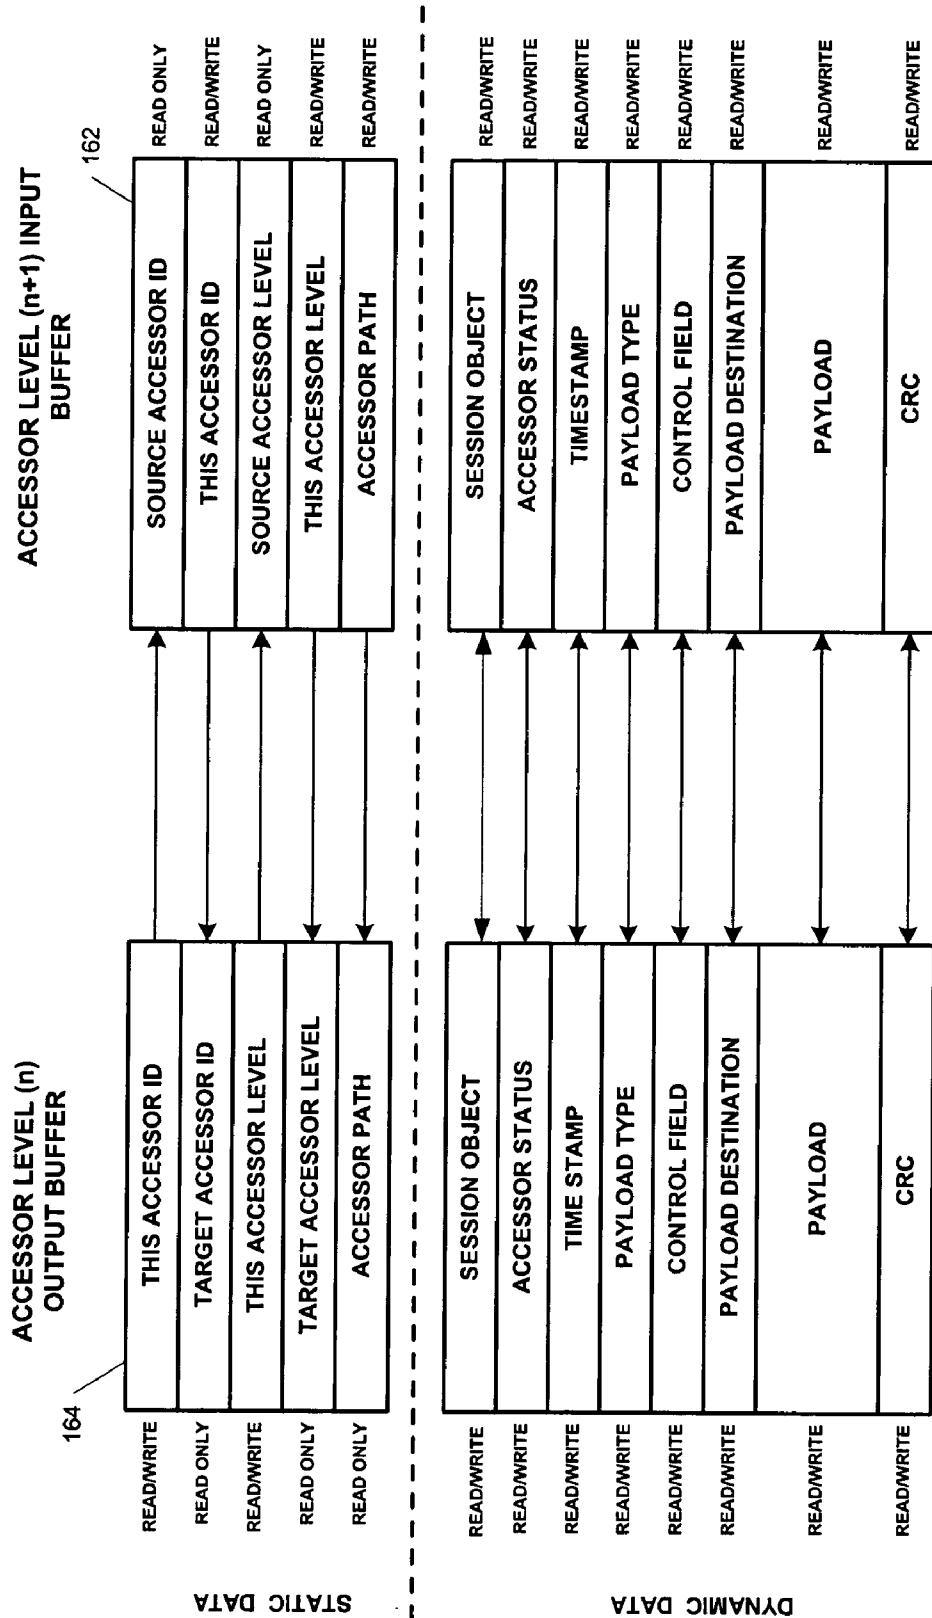 ACCESSOR LEVEL (n)
OUTPUT BUFFER
164
STATIC DATA
READ/WRITE
THIS ACCESSOR ID
READ ONLY
TARGET ACCESSOR ID
READ/WRITE
THIS ACCESSOR LEVEL
READ ONLY
TARGET ACCESSOR LEVEL
READ ONLY
ACCESSOR PATH
ACCESSOR LEVEL (n+1) INPUT
BUFFER
162
SOURCE ACCESSOR ID
READ ONLY
THIS ACCESSOR ID
READ/WRITE
SOURCE ACCESSOR LEVEL
READ ONLY
THIS ACCESSOR LEVEL
READ/WRITE
ACCESSOR PATH
READ/WRITE
DYNAMIC DATA
READ/WRITE
SESSION OBJECT
READ/WRITE
ACCESSOR STATUS
READ/WRITE
TIME STAMP
READ/WRITE
PAYLOAD TYPE
READ/WRITE
CONTROL FIELD
READ/WRITE
PAYLOAD DESTINATION
READ/WRITE
PAYLOAD
READ/WRITE
CRC
SESSION OBJECT
READ/WRITE
ACCESSOR STATUS
READ/WRITE
TIMESTAMP
READ/WRITE
PAYLOAD TYPE
READ/WRITE
CONTROL FIELD
READ/WRITE
PAYLOAD DESTINATION
READ/WRITE
PAYLOAD
READ/WRITE
CRC
READ/WRITE